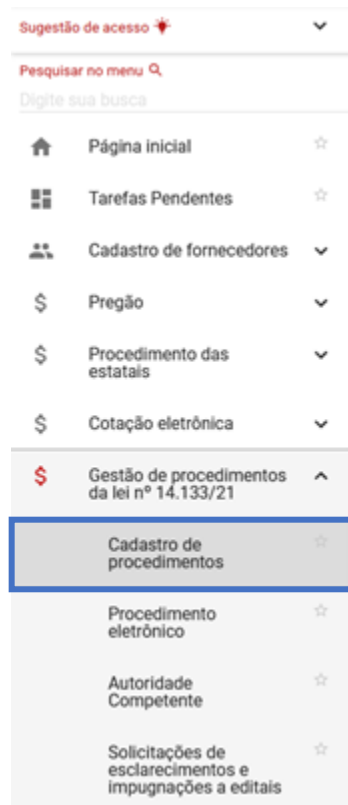 Sugestão de acesso
Pesquisar no menu
Digite sua busca
Página inicial
Tarefas Pendentes
Cadastro de fornecedores
$ Pregão
$ Procedimento das
estatais
$ Cotação eletrônica
$ Gestão de procedimentos
da lei nº 14.133/21
Cadastro de
procedimentos
Procedimento
eletrônico
Autoridade
Competente
Solicitações de
esclarecimentos e
impugnações a editais